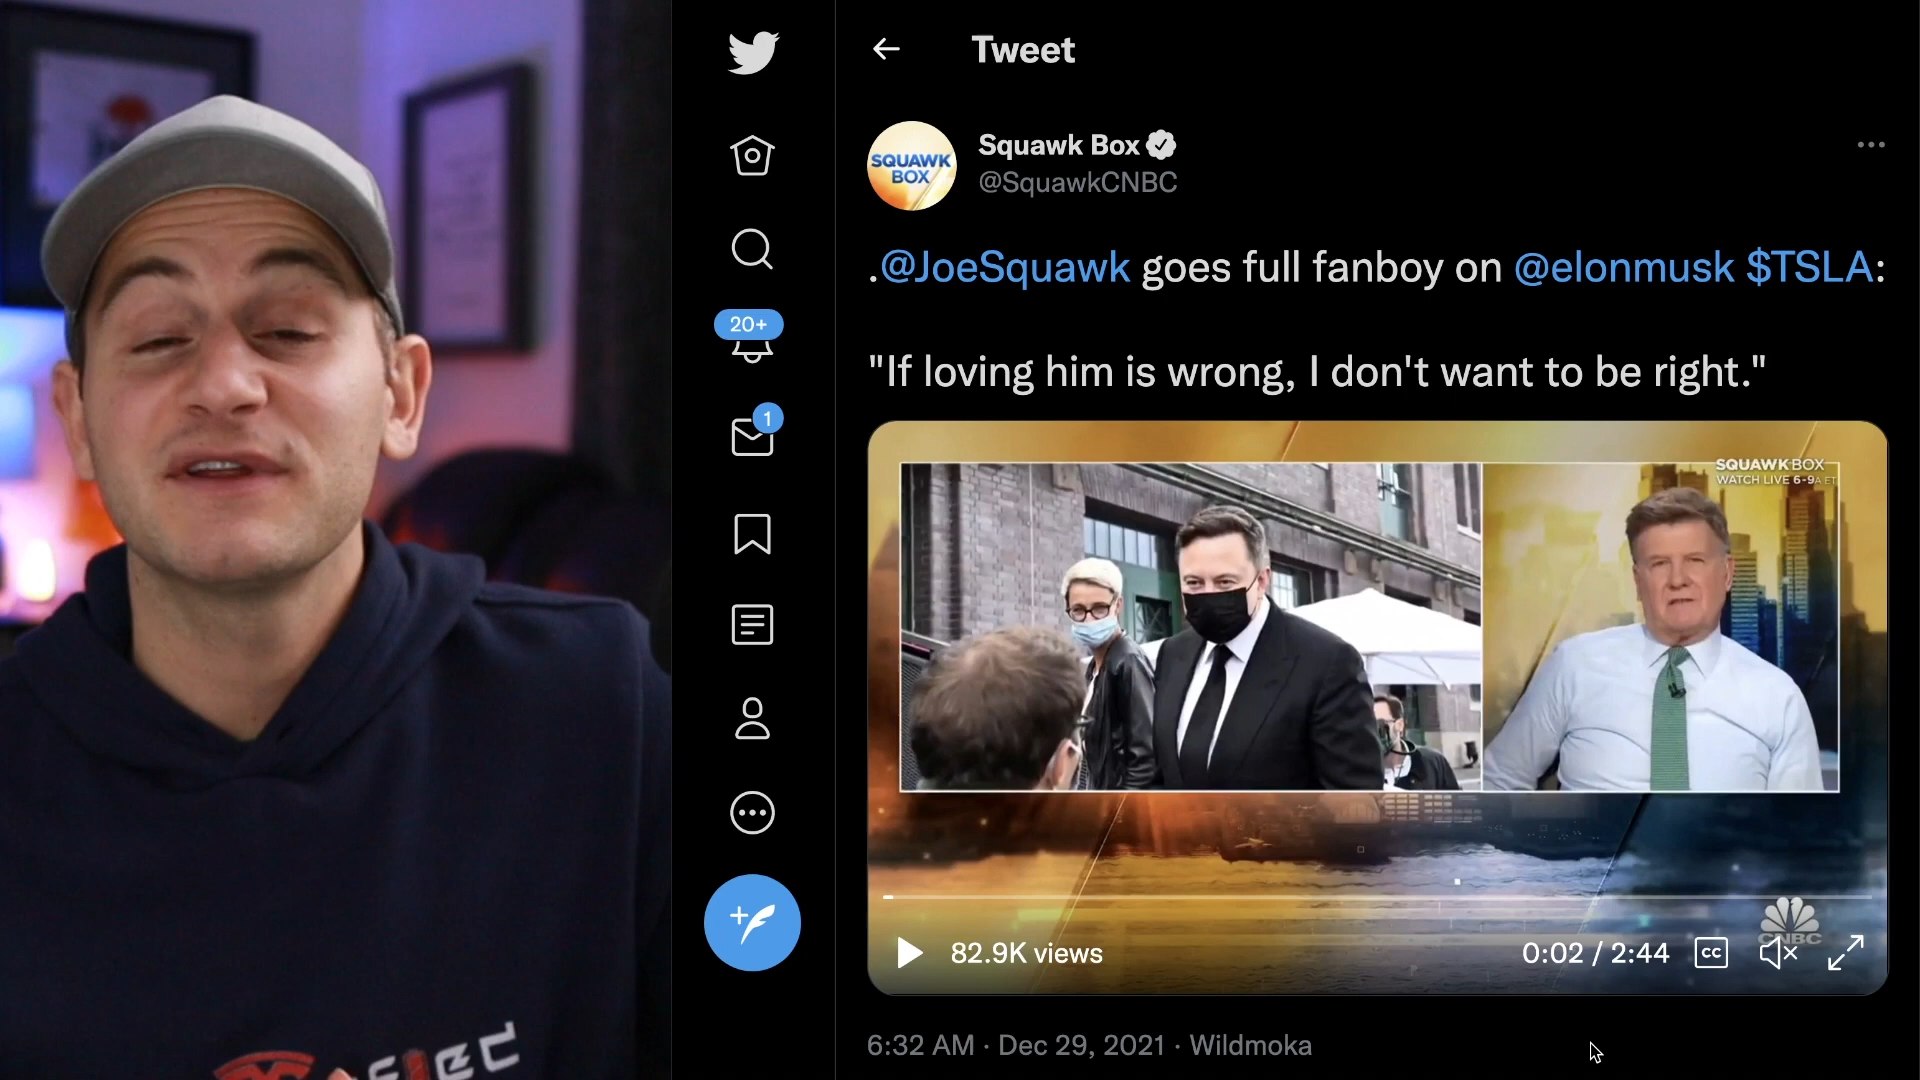 Tweet
SQUAWK
BOX
Squawk Box
@SquawkCNBC
.@JoeSquawk goes full fanboy on @elonmusk $TSLA:
"If loving him is wrong, I don't want to be right."
20+
1
SQUAWK BOX
WATCH LIVE 6-9A ET
CNBC
82.9K views
0:02 / 2:44
CC
6:32 AM · Dec 29, 2021 · Wildmoka